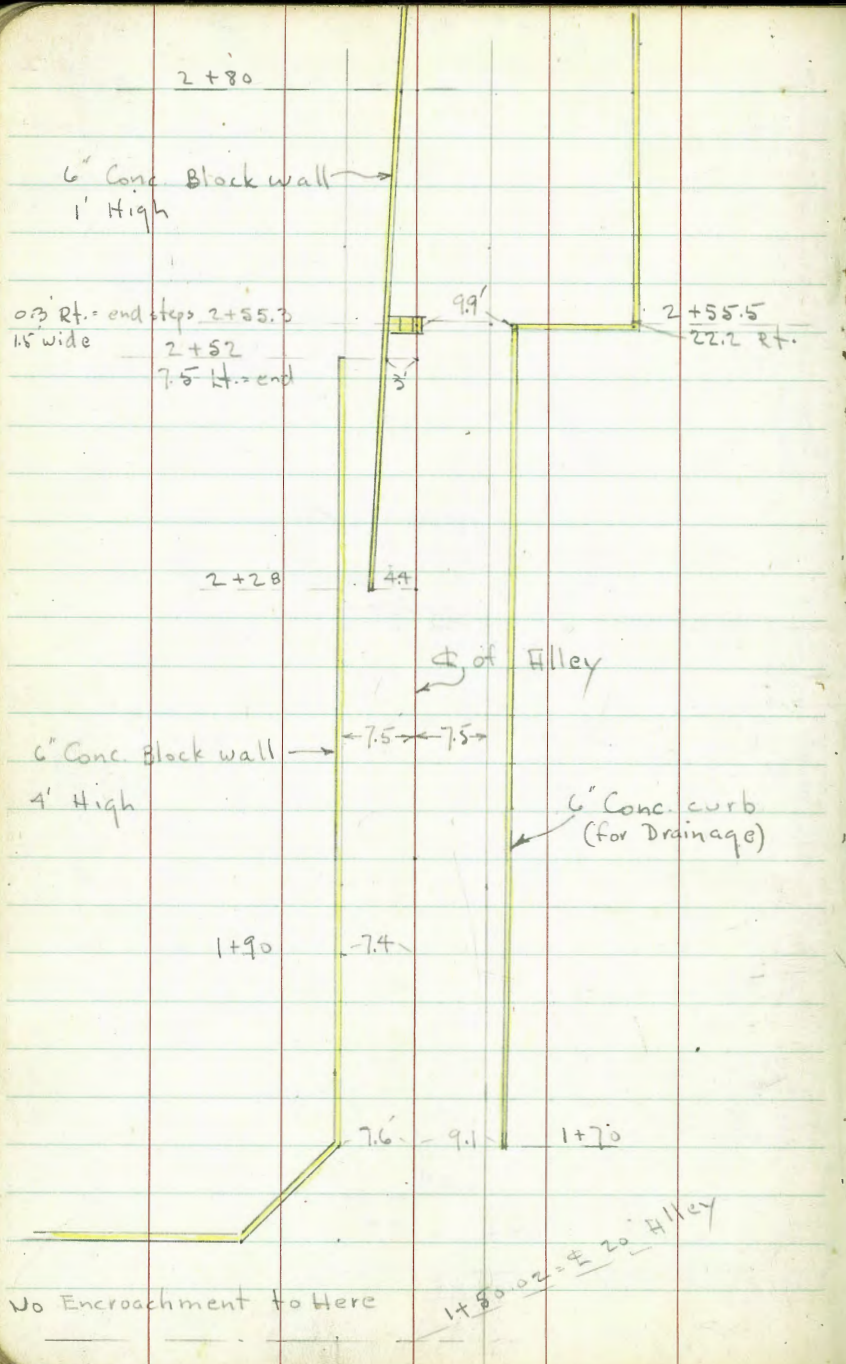 2 + 80
6" Conc. Block wall
1' High
0.3' Rt. = end steps 2+55.3
1.5' wide
9.9'
2 + 55.5
22.2 Rt.
2 + 52
7.5 Lt. = end
3'
2 + 28
4.4
℄ of Alley
7.5 7.5
6" Conc. Block wall
4' High
6" Conc. curb
(for Drainage)
1+90
7.4
7.6' 9.1 1+70
1+50.02 = ℄ 20' Alley
No Encroachment to Here